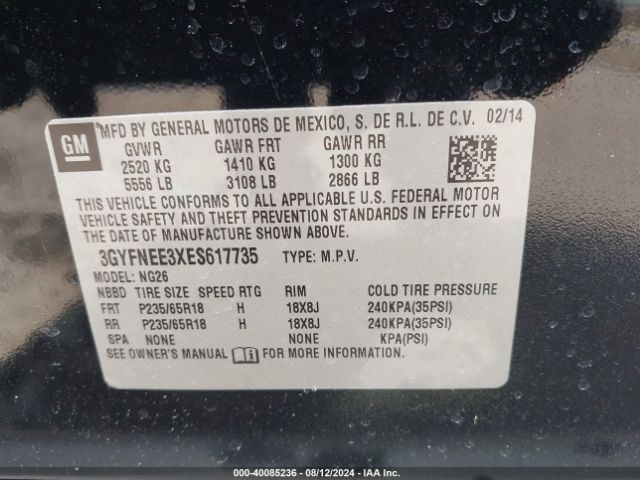 GM
MFD BY GENERAL MOTORS DE MEXICO, S. DE R.L. DE C.V. 02/14
GVWR GAWR FRT GAWR RR
2520 KG 1410 KG 1300 KG
5556 LB 3108 LB 2866 LB
THIS VEHICLE CONFORMS TO ALL APPLICABLE U.S. FEDERAL MOTOR
VEHICLE SAFETY AND THEFT PREVENTION STANDARDS IN EFFECT ON
THE DATE OF MANUFACTURE SHOWN ABOVE.
3GYFNEE3XES617735 TYPE: M.P.V.
MODEL: NG26
NBBD TIRE SIZE SPEED RTG RIM COLD TIRE PRESSURE
FRT P235/65R18 H 18X8J 240KPA(35PSI)
RR P235/65R18 H 18X8J 240KPA(35PSI)
SPA NONE NONE KPA(PSI)
SEE OWNER'S MANUAL FOR MORE INFORMATION.
000-40085236 - 08/12/2024 - IAA Inc.